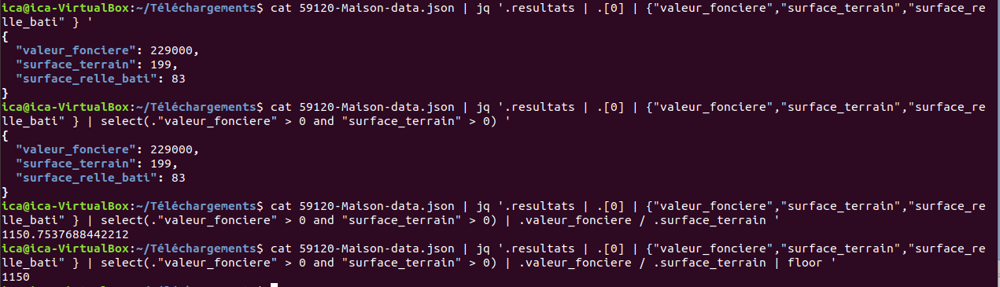 ica@ica-VirtualBox:~/Téléchargements$ cat 59120-Maison-data.json | jq '.resultats | .[0] | {"valeur_fonciere","surface_terrain","surface_re
lle_bati" } '
{
  "valeur_fonciere": 229000,
  "surface_terrain": 199,
  "surface_relle_bati": 83
}
ica@ica-VirtualBox:~/Téléchargements$ cat 59120-Maison-data.json | jq '.resultats | .[0] | {"valeur_fonciere","surface_terrain","surface_re
lle_bati" } | select(."valeur_fonciere" > 0 and "surface_terrain" > 0) '
{
  "valeur_fonciere": 229000,
  "surface_terrain": 199,
  "surface_relle_bati": 83
}
ica@ica-VirtualBox:~/Téléchargements$ cat 59120-Maison-data.json | jq '.resultats | .[0] | {"valeur_fonciere","surface_terrain","surface_re
lle_bati" } | select(."valeur_fonciere" > 0 and "surface_terrain" > 0) | .valeur_fonciere / .surface_terrain '
1150.7537688442212
ica@ica-VirtualBox:~/Téléchargements$ cat 59120-Maison-data.json | jq '.resultats | .[0] | {"valeur_fonciere","surface_terrain","surface_re
lle_bati" } | select(."valeur_fonciere" > 0 and "surface_terrain" > 0) | .valeur_fonciere / .surface_terrain | floor '
1150